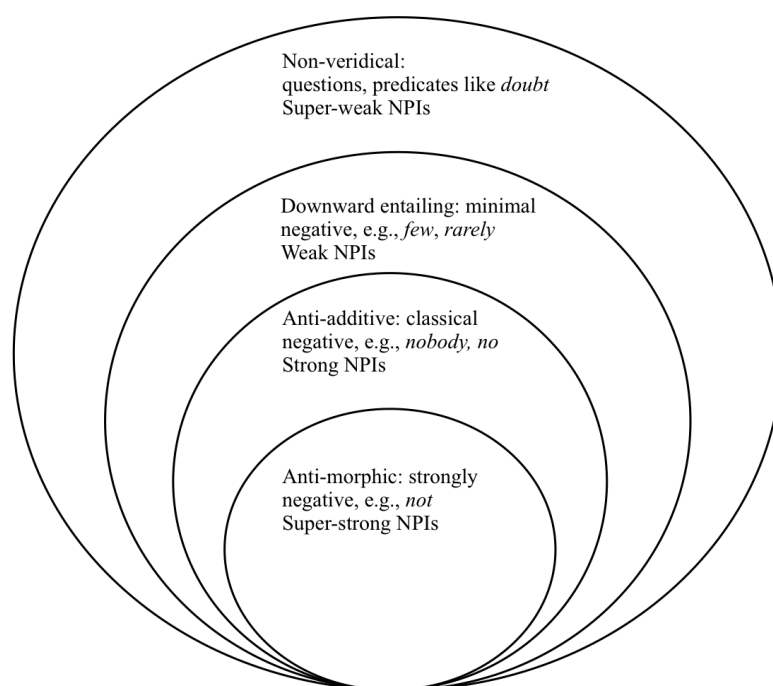 Non-veridical:
questions, predicates like doubt
Super-weak NPIs
Downward entailing: minimal
negative, e.g., few, rarely
Weak NPIs
Anti-additive: classical
negative, e.g., nobody, no
Strong NPIs
Anti-morphic: strongly
negative, e.g., not
Super-strong NPIs